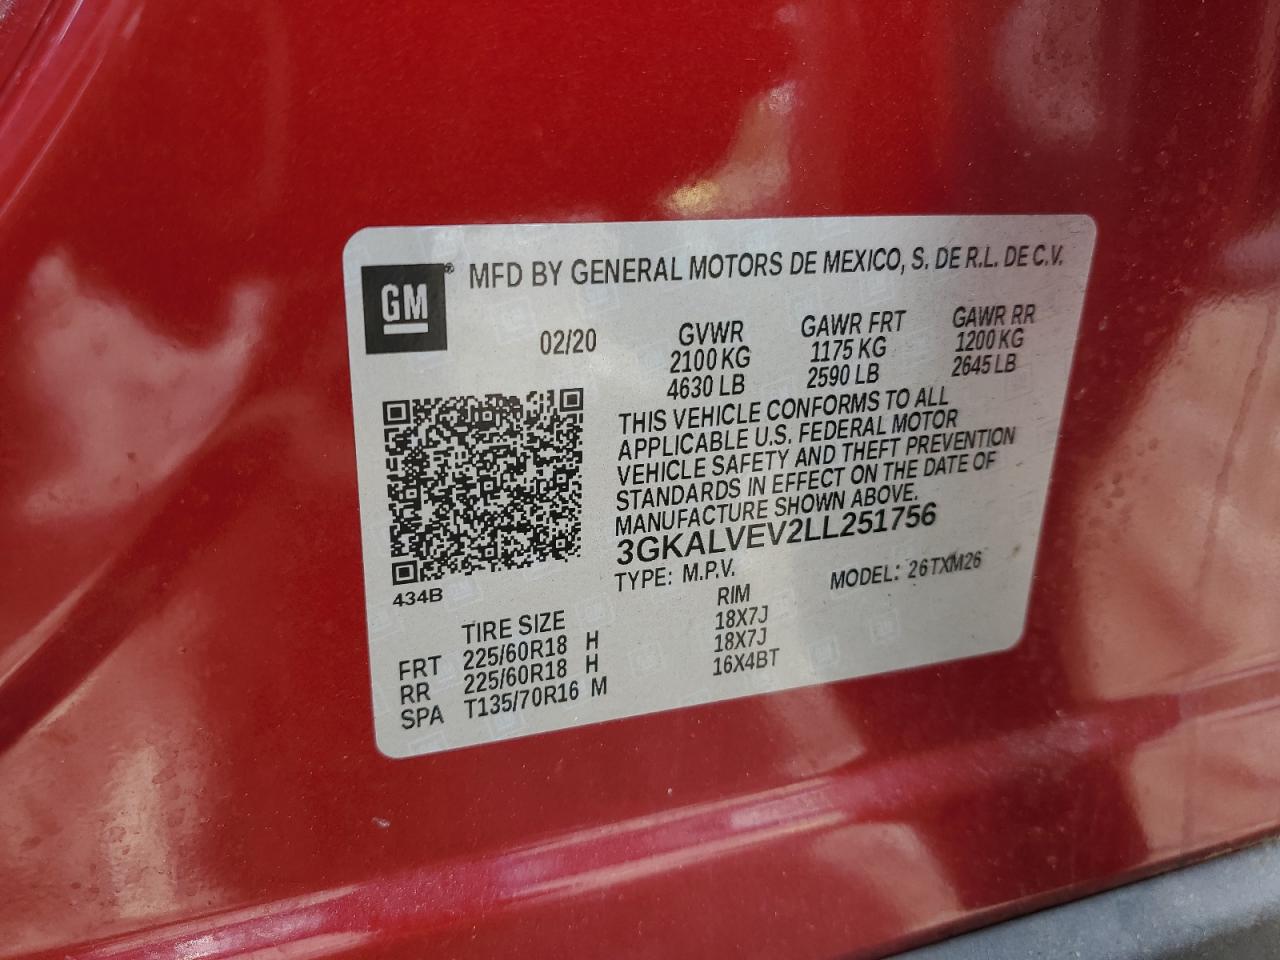 GM® MFD BY GENERAL MOTORS DE MEXICO, S. DE R.L. DE C.V.
02/20 GVWR GAWR FRT GAWR RR
2100 KG 1175 KG 1200 KG
4630 LB 2590 LB 2645 LB
THIS VEHICLE CONFORMS TO ALL
APPLICABLE U.S. FEDERAL MOTOR
VEHICLE SAFETY AND THEFT PREVENTION
STANDARDS IN EFFECT ON THE DATE OF
MANUFACTURE SHOWN ABOVE.
3GKALVEV2LL251756
TYPE: M.P.V. MODEL: 26TXM26
434B
TIRE SIZE RIM
FRT 225/60R18 H 18X7J
RR 225/60R18 H 18X7J
SPA T135/70R16 M 16X4BT